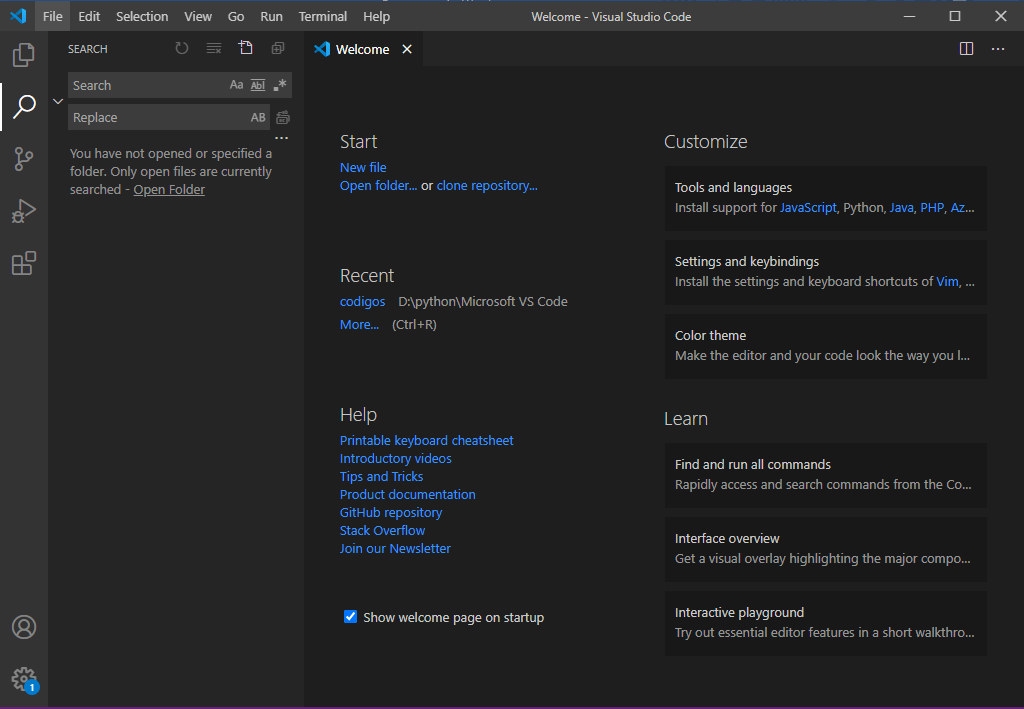 File Edit Selection View Go Run Terminal Help
Welcome - Visual Studio Code
SEARCH
Search
Aa Abl .*
Replace
AB
...
You have not opened or specified a
folder. Only open files are currently
searched - Open Folder
Welcome
Start
New file
Open folder... or clone repository...
Recent
codigos D:\python\Microsoft VS Code
More... (Ctrl+R)
Help
Printable keyboard cheatsheet
Introductory videos
Tips and Tricks
Product documentation
GitHub repository
Stack Overflow
Join our Newsletter
Show welcome page on startup
Customize
Tools and languages
Install support for JavaScript, Python, Java, PHP, Az...
Settings and keybindings
Install the settings and keyboard shortcuts of Vim, ...
Color theme
Make the editor and your code look the way you l...
Learn
Find and run all commands
Rapidly access and search commands from the Co...
Interface overview
Get a visual overlay highlighting the major compo...
Interactive playground
Try out essential editor features in a short walkthro...
1